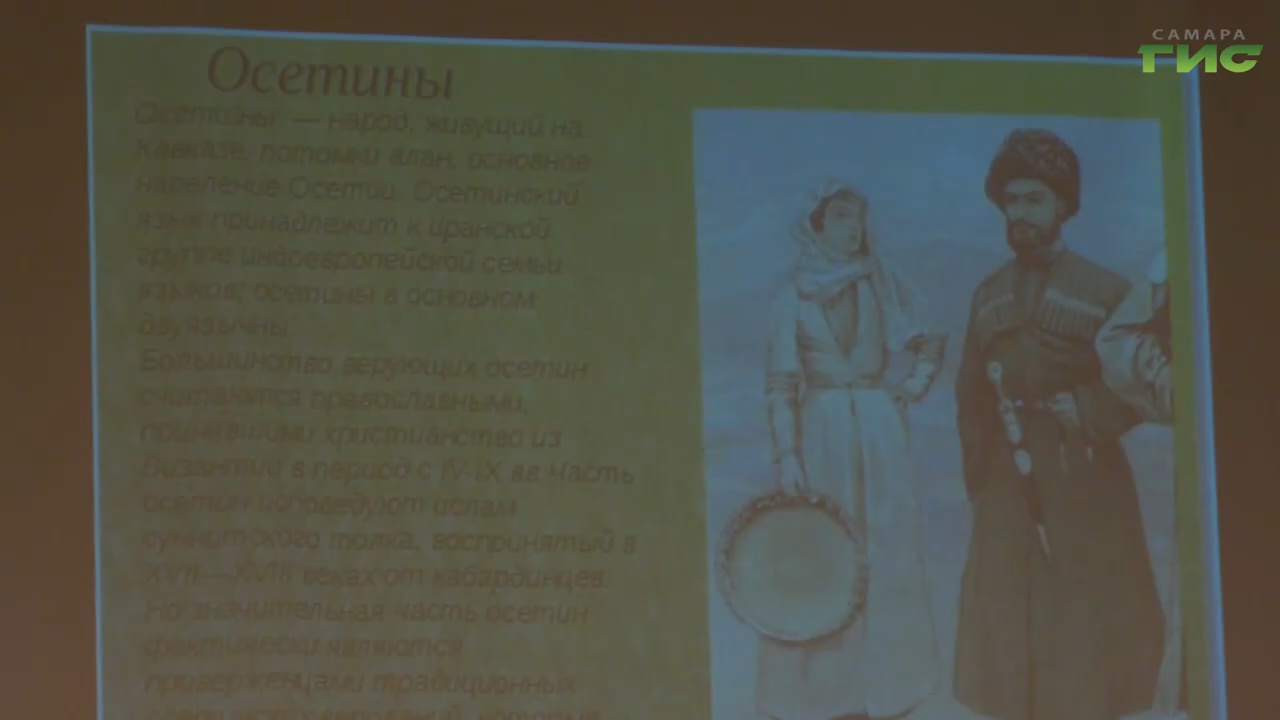 САМАРА
ГИС
Осетины
Осетины — народ, живущий на
Кавказе, потомки алан, основное
население Осетии. Осетинский
язык принадлежит к иранской
группе индоевропейской семьи
языков; осетины в основном
двуязычны
Большинство верующих осетин
считаются православными,
принявшими христианство из
Византии в период с IV-IX вв Часть
осетин исповедуют ислам
суннитского толка, воспринятый в
XVII—XVIII веках от кабардинцев.
Но значительная часть осетин
фактически являются
приверженцами традиционных